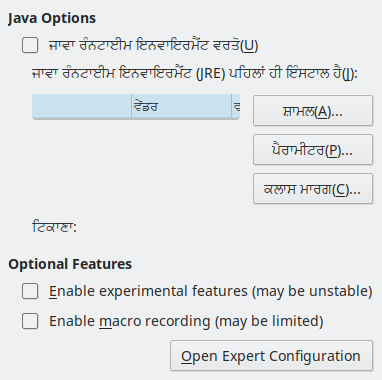 Java Options
ਜਾਵਾ ਰੰਨਟਾਈਮ ਇਨਵਾਇਰਮੈਂਟ ਵਰਤੋਂ(U)
ਜਾਵਾ ਰੰਨਟਾਈਮ ਇਨਵਾਇਰਮੈਂਟ (JRE) ਪਹਿਲਾਂ ਹੀ ਇੰਸਟਾਲ ਹੈ(J):
ਵੇਂਡਰ
ਸ਼ਾਮਲ(A)...
ਪੈਰਾਮੀਟਰ(P)...
ਕਲਾਸ ਮਾਰਗ(C)...
ਟਿਕਾਣਾ:
Optional Features
Enable experimental features (may be unstable)
Enable macro recording (may be limited)
Open Expert Configuration